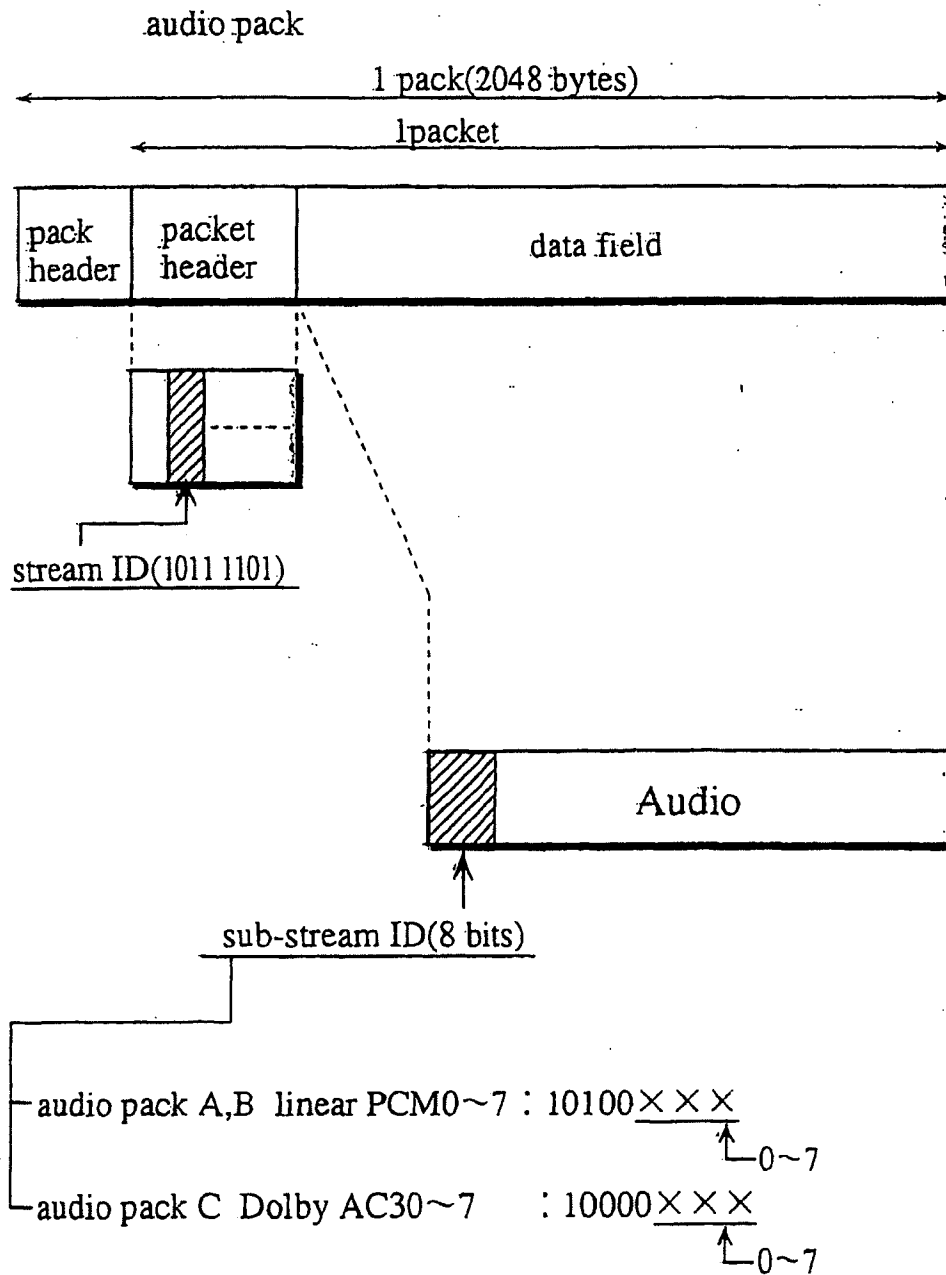 audio pack
1 pack(2048 bytes)
1packet
pack header
packet header
data field
stream ID(1011 1101)
Audio
sub-stream ID(8 bits)
audio pack A,B linear PCM0~7 : 10100×××
0~7
audio pack C Dolby AC30~7 : 10000×××
0~7